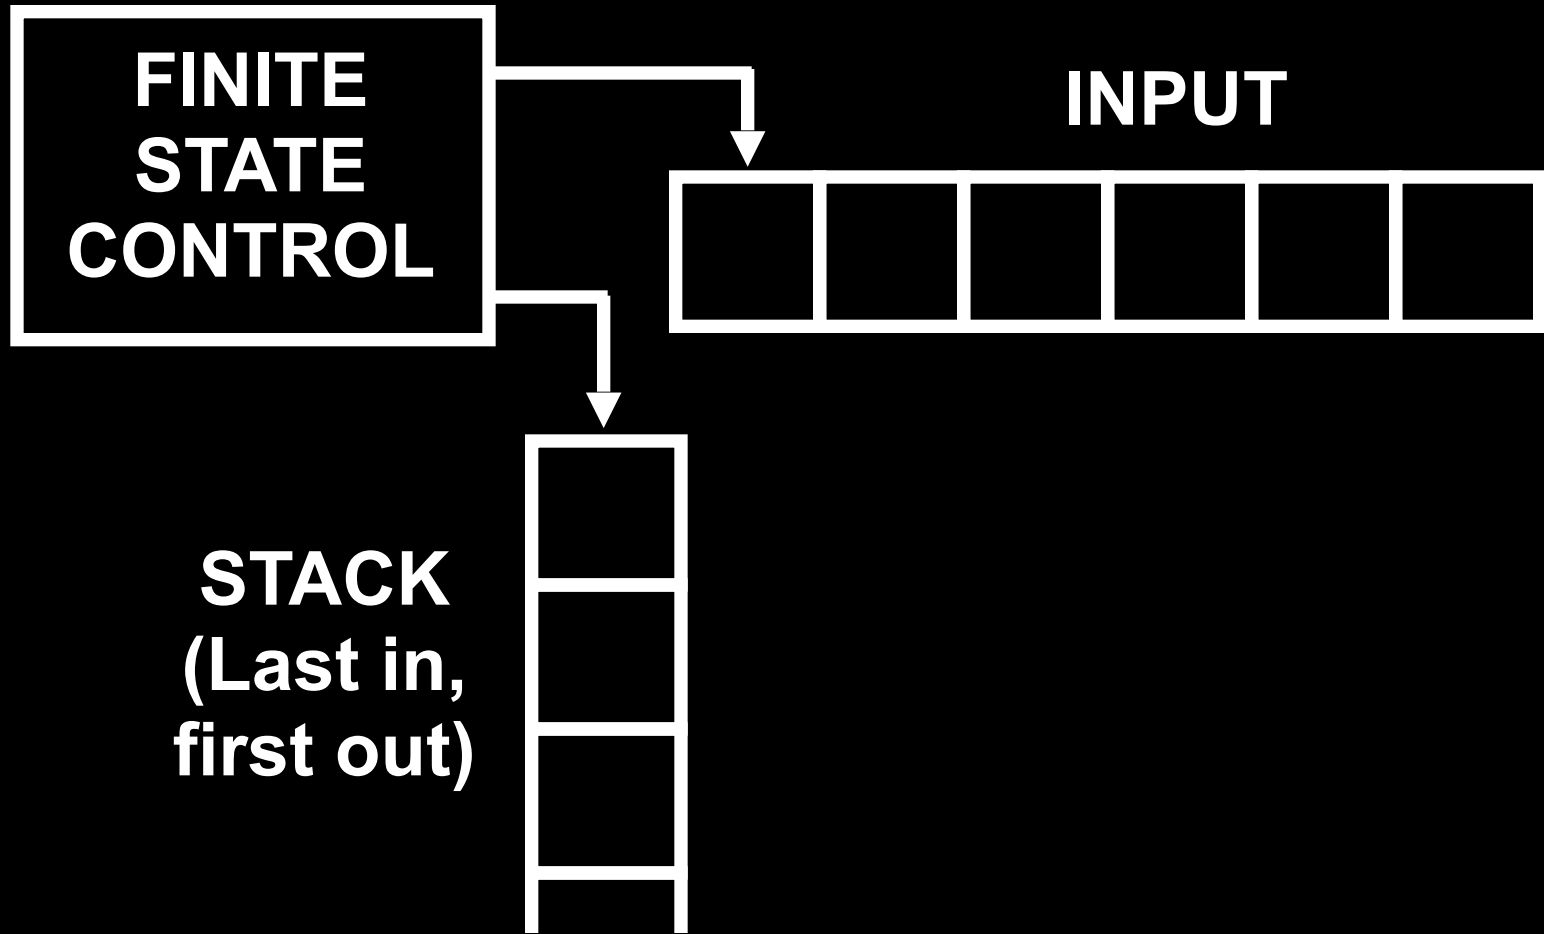 FINITE
STATE
CONTROL
INPUT
STACK
(Last in,
first out)